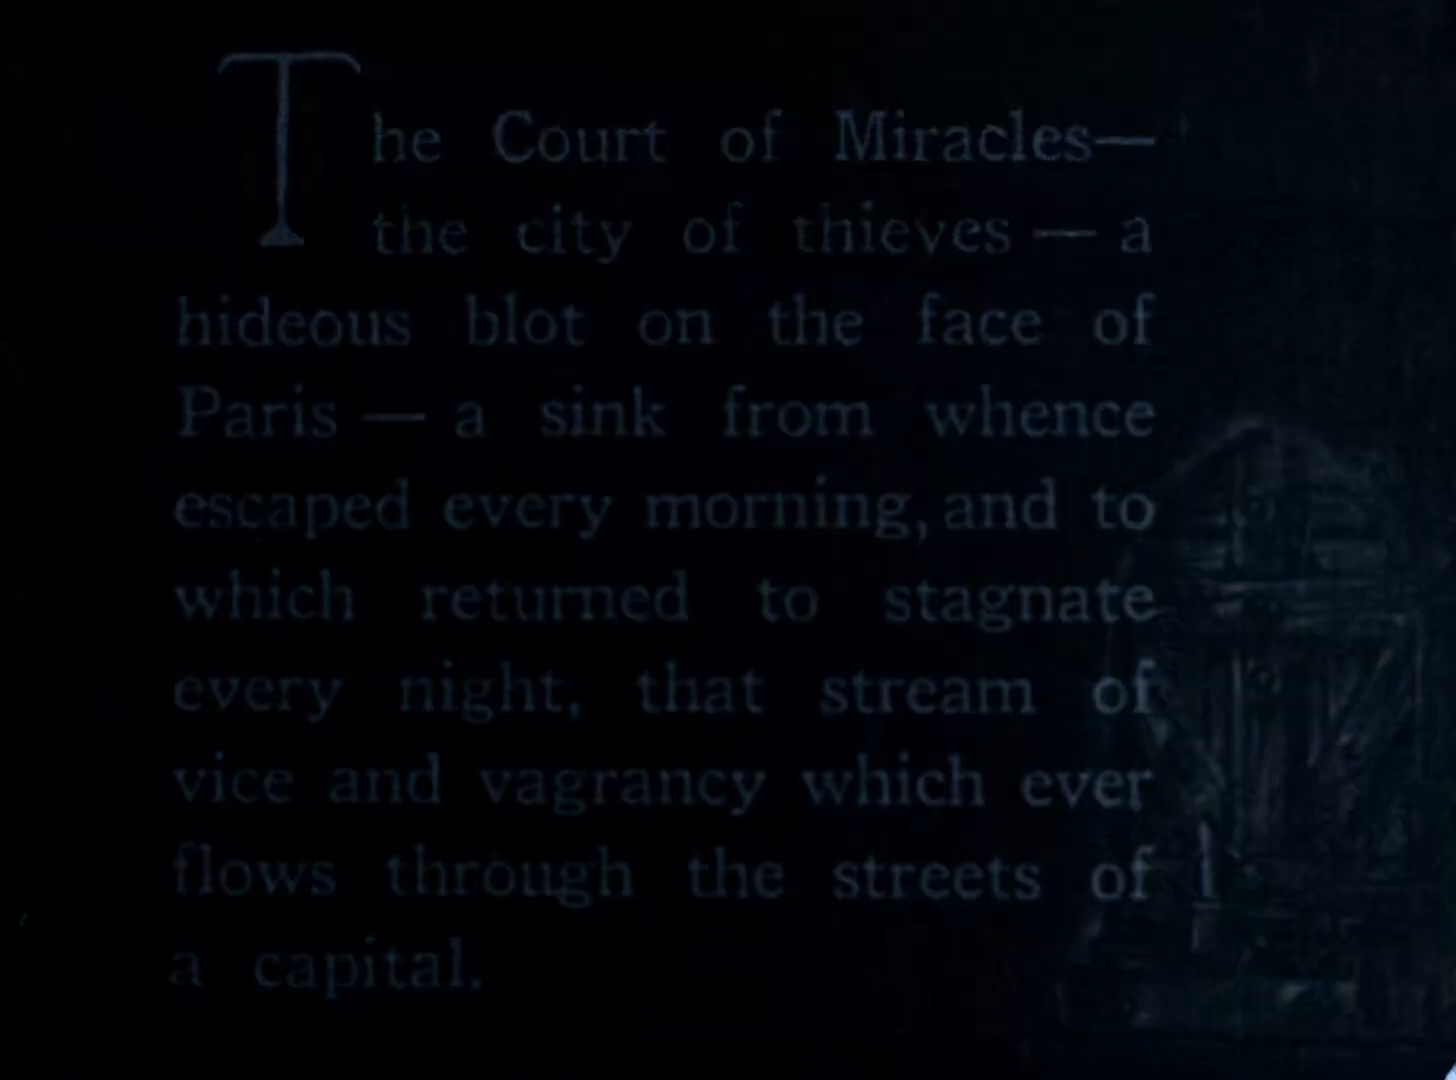 The Court of Miracles—
the city of thieves — a
hideous blot on the face of
Paris — a sink from whence
escaped every morning, and to
which returned to stagnate
every night, that stream of
vice and vagrancy which ever
flows through the streets of
a capital.